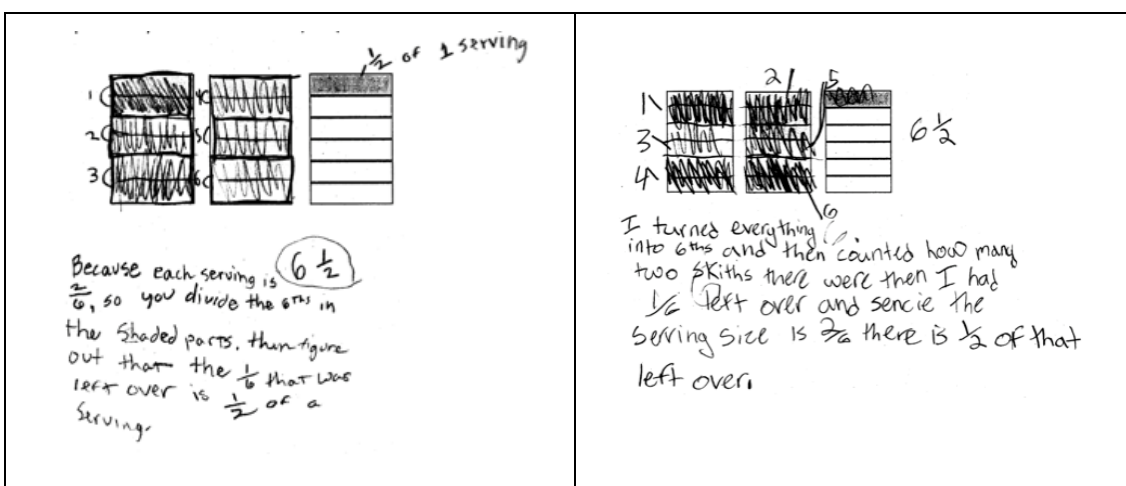 ½ of 1 serving
1
2
3
4
5
6
Because each serving is
6 ½
2/6, so you divide the 6ths in
the shaded parts. then figure
out that the 1/6 that was
left over is ½ of a
Serving.
2
5
1
3
4
6
6 ½
I turned everything
into 6ths and then counted how many
two skiths there were then I had
1/6 left over and sencie the
serving size is 2/6 there is ½ of that
left over.